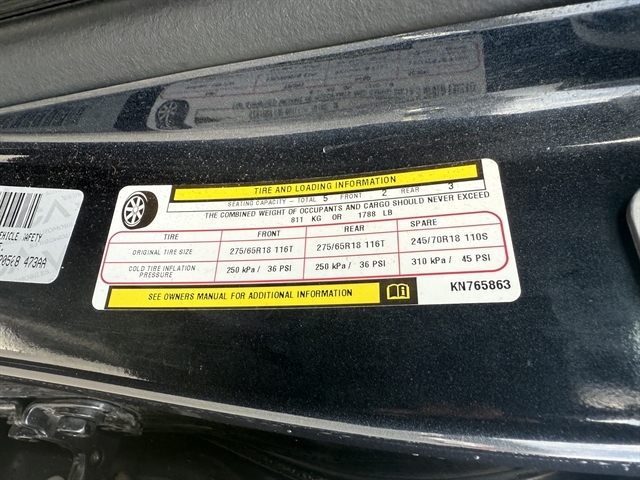 TIRE AND LOADING INFORMATION
SEATING CAPACITY - TOTAL 5 FRONT 2 REAR 3
THE COMBINED WEIGHT OF OCCUPANTS AND CARGO SHOULD NEVER EXCEED
811 KG OR 1788 LB
TIRE FRONT REAR SPARE
ORIGINAL TIRE SIZE 275/65R18 116T 275/65R18 116T 245/70R18 110S
COLD TIRE INFLATION PRESSURE 250 kPa / 36 PSI 250 kPa / 36 PSI 310 kPa / 45 PSI
SEE OWNERS MANUAL FOR ADDITIONAL INFORMATION
KN765863
473AA